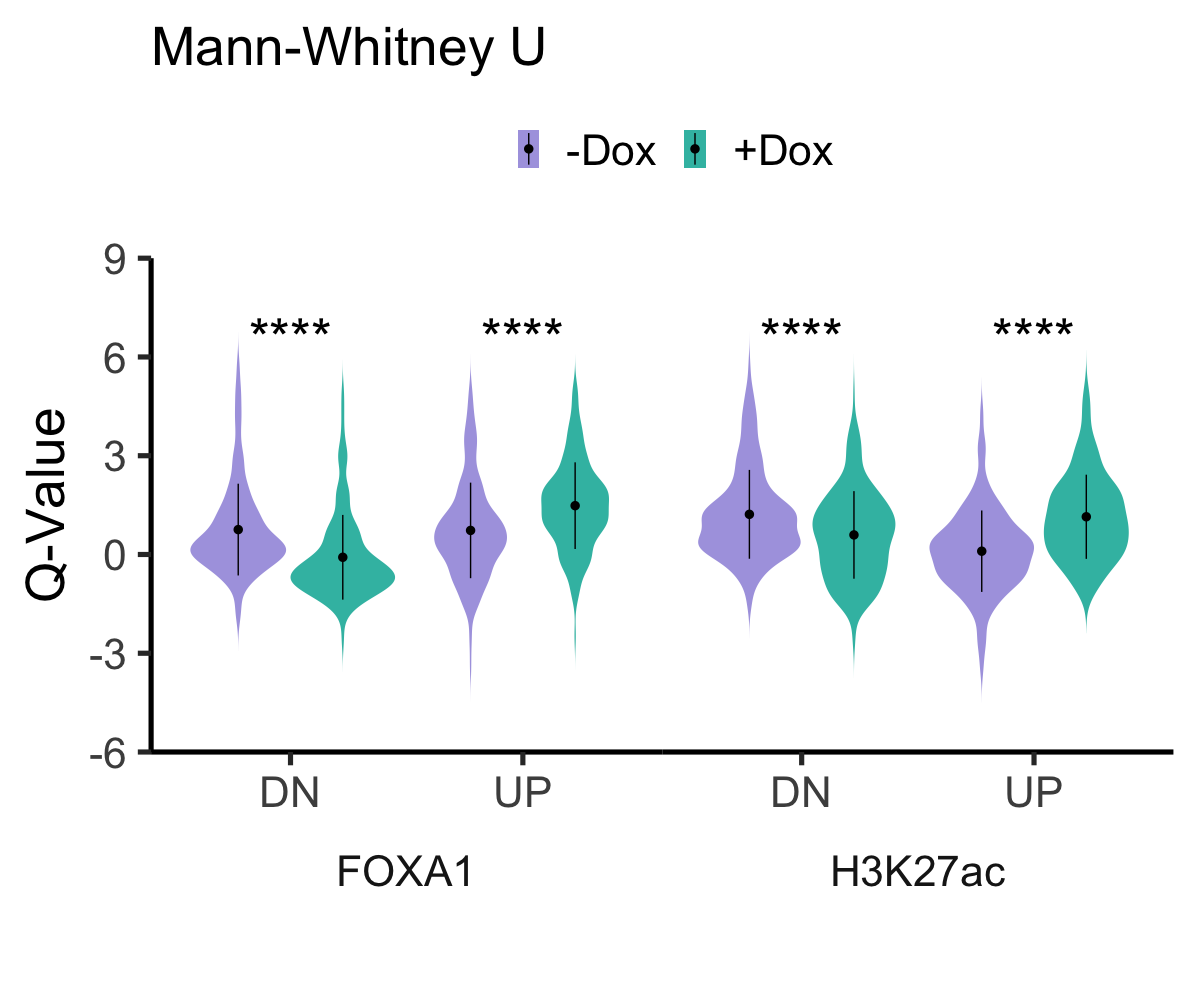 Mann-Whitney U
-Dox +Dox
9
**** **** **** ****
6
3
0
-3
-6
Q-Value
DN UP DN UP
FOXA1 H3K27ac